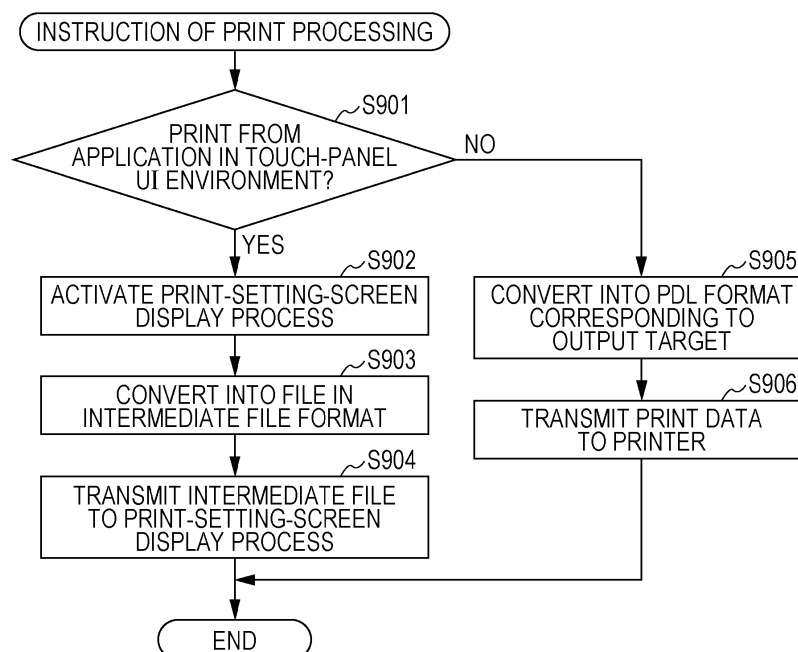 INSTRUCTION OF PRINT PROCESSING
S901
PRINT FROM
APPLICATION IN TOUCH-PANEL
UI ENVIRONMENT?
NO
YES
S902
ACTIVATE PRINT-SETTING-SCREEN
DISPLAY PROCESS
S903
CONVERT INTO FILE IN
INTERMEDIATE FILE FORMAT
S904
TRANSMIT INTERMEDIATE FILE
TO PRINT-SETTING-SCREEN
DISPLAY PROCESS
S905
CONVERT INTO PDL FORMAT
CORRESPONDING TO
OUTPUT TARGET
S906
TRANSMIT PRINT DATA
TO PRINTER
END